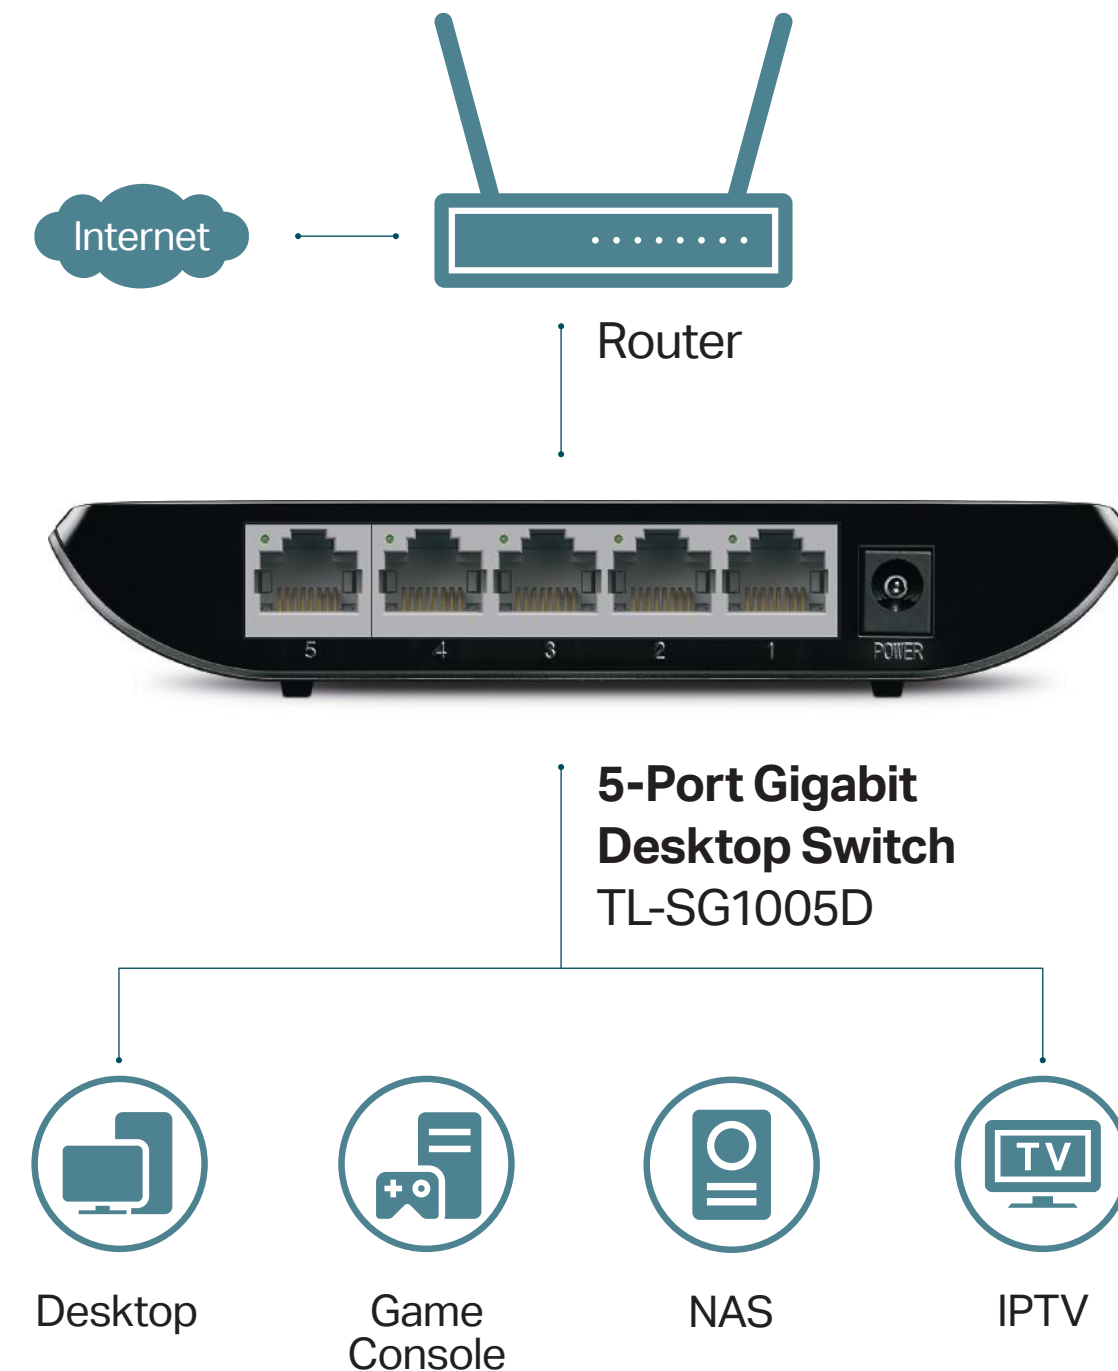 Internet
Router
5 4 3 2 1 POWER
5-Port Gigabit
Desktop Switch
TL-SG1005D
TV
Desktop
Game
Console
NAS
IPTV